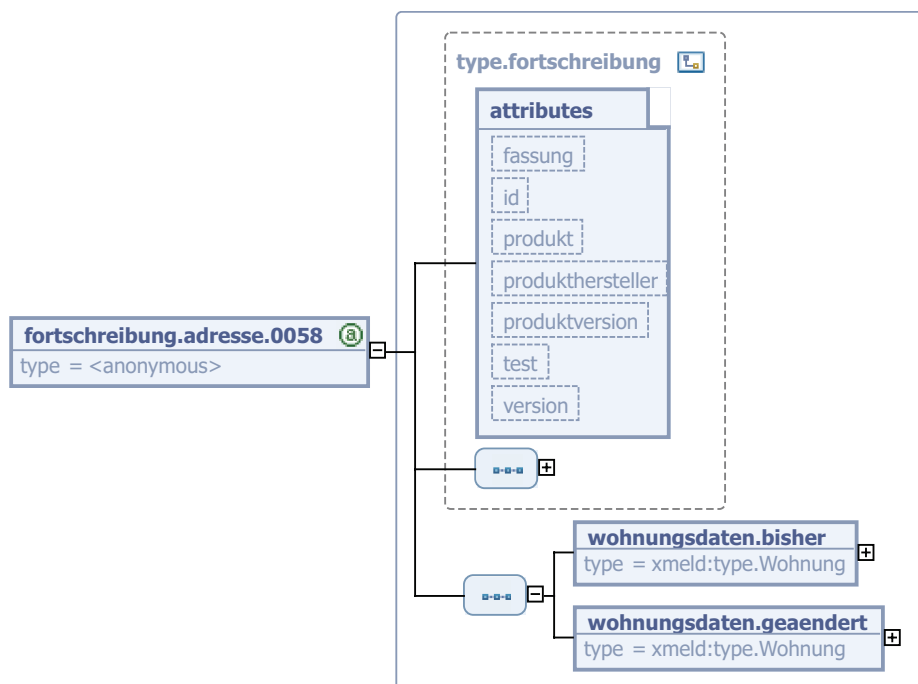 type.fortschreibung
attributes
fassung
id
produkt
produkthersteller
produktversion
test
version
fortschreibung.adresse.0058
type = <anonymous>
wohnungsdaten.bisher
type = xmeld:type.Wohnung
wohnungsdaten.geaendert
type = xmeld:type.Wohnung